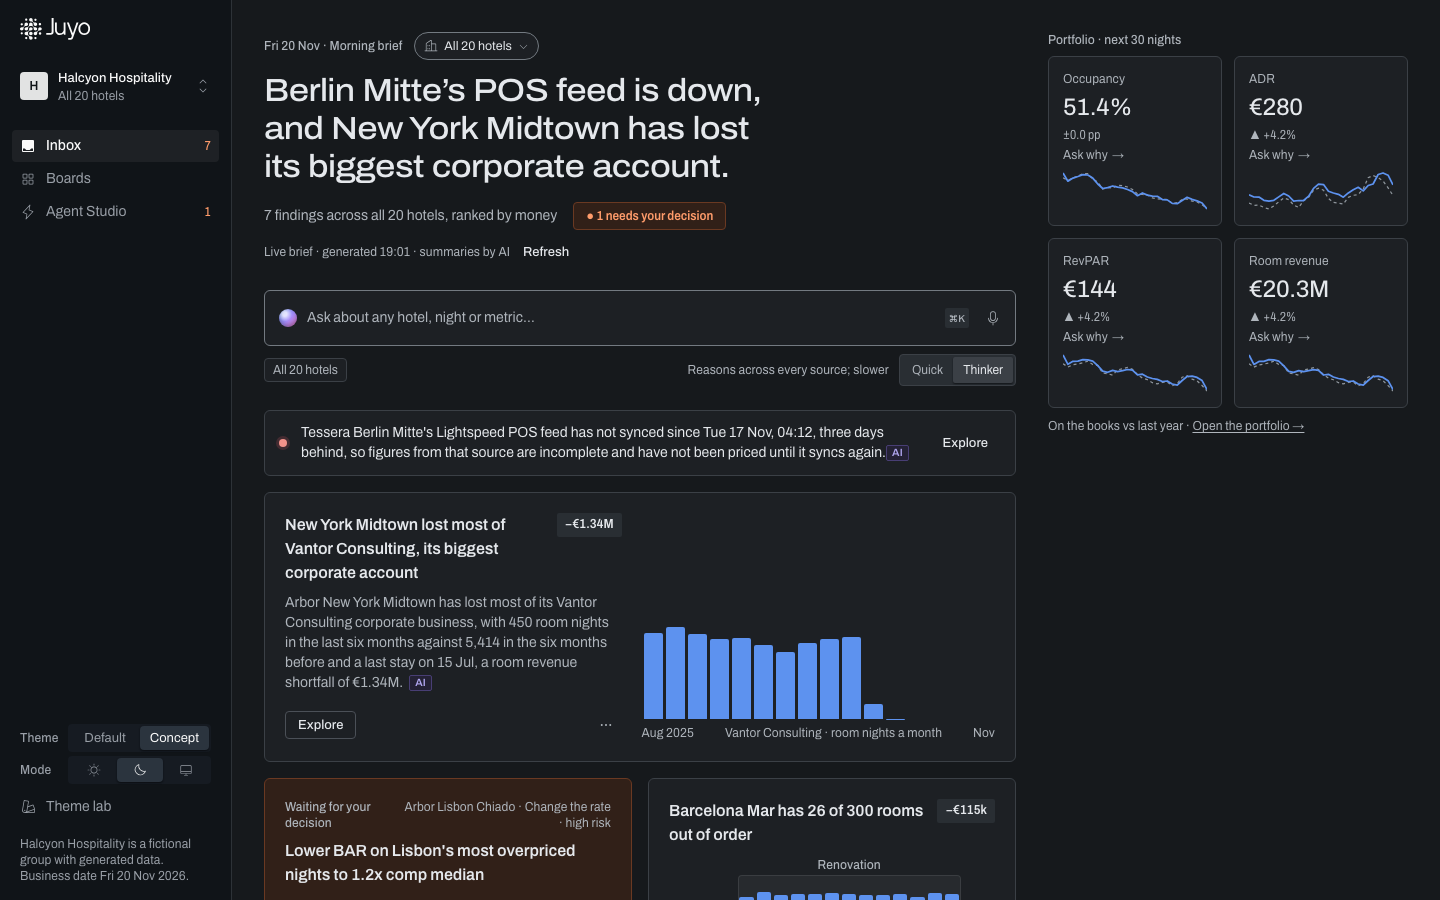 Juyo
H
Halcyon Hospitality
All 20 hotels
Inbox
7
Boards
Agent Studio
1
Theme
Default
Concept
Mode
Theme lab
Halcyon Hospitality is a fictional
group with generated data.
Business date Fri 20 Nov 2026.
Fri 20 Nov · Morning brief
All 20 hotels
Berlin Mitte’s POS feed is down,
and New York Midtown has lost
its biggest corporate account.
7 findings across all 20 hotels, ranked by money
● 1 needs your decision
Live brief · generated 19:01 · summaries by AI
Refresh
Ask about any hotel, night or metric...
⌘K
All 20 hotels
Reasons across every source; slower
Quick
Thinker
Tessera Berlin Mitte's Lightspeed POS feed has not synced since Tue 17 Nov, 04:12, three days
behind, so figures from that source are incomplete and have not been priced until it syncs again. AI
Explore
New York Midtown lost most of
Vantor Consulting, its biggest
corporate account
−€1.34M
Arbor New York Midtown has lost most of its Vantor
Consulting corporate business, with 450 room nights
in the last six months against 5,414 in the six months
before and a last stay on 15 Jul, a room revenue
shortfall of €1.34M. AI
Explore
...
Aug 2025
Vantor Consulting · room nights a month
Nov
Waiting for your
decision
Arbor Lisbon Chiado · Change the rate
· high risk
Lower BAR on Lisbon's most overpriced
nights to 1.2x comp median
Barcelona Mar has 26 of 300 rooms
out of order
−€115k
Renovation
Portfolio · next 30 nights
Occupancy
51.4%
±0.0 pp
Ask why →
ADR
€280
▲ +4.2%
Ask why →
RevPAR
€144
▲ +4.2%
Ask why →
Room revenue
€20.3M
▲ +4.2%
Ask why →
On the books vs last year · Open the portfolio →